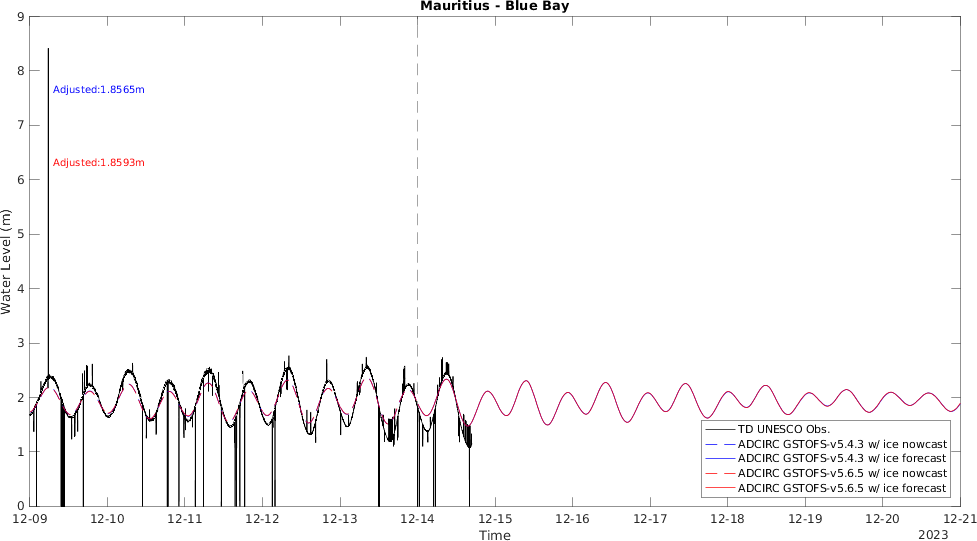 Mauritius - Blue Bay
9
8
7
6
5
4
3
2
1
0
Water Level (m)
Adjusted:1.8565m
Adjusted:1.8593m
TD UNESCO Obs.
ADCIRC GSTOFS-v5.4.3 w/ ice nowcast
ADCIRC GSTOFS-v5.4.3 w/ ice forecast
ADCIRC GSTOFS-v5.6.5 w/ ice nowcast
ADCIRC GSTOFS-v5.6.5 w/ ice forecast
12-09 12-10 12-11 12-12 12-13 12-14 12-15 12-16 12-17 12-18 12-19 12-20 12-21
Time
2023